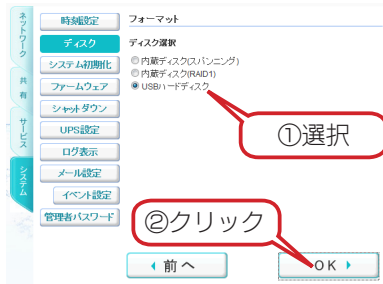 ネットワーク
共有
サービス
システム
時刻設定
ディスク
システム初期化
ファームウェア
シャットダウン
UPS設定
ログ表示
メール設定
イベント設定
管理者パスワード
フォーマット
ディスク選択
内蔵ディスク(スパンニング)
内蔵ディスク(RAID1)
USBハードディスク
①選択
②クリック
前へ
OK